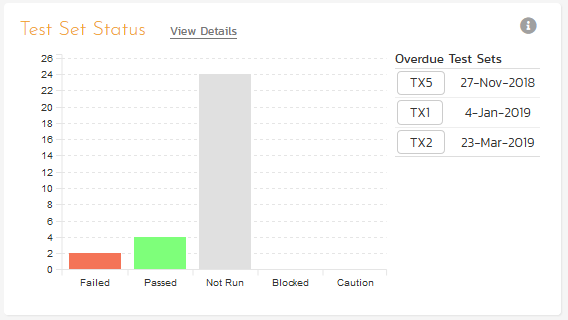 Test Set Status
View Details
26
24
22
20
18
16
14
12
10
8
6
4
2
0
Failed
Passed
Not Run
Blocked
Caution
Overdue Test Sets
TX5 27-Nov-2018
TX1 4-Jan-2019
TX2 23-Mar-2019